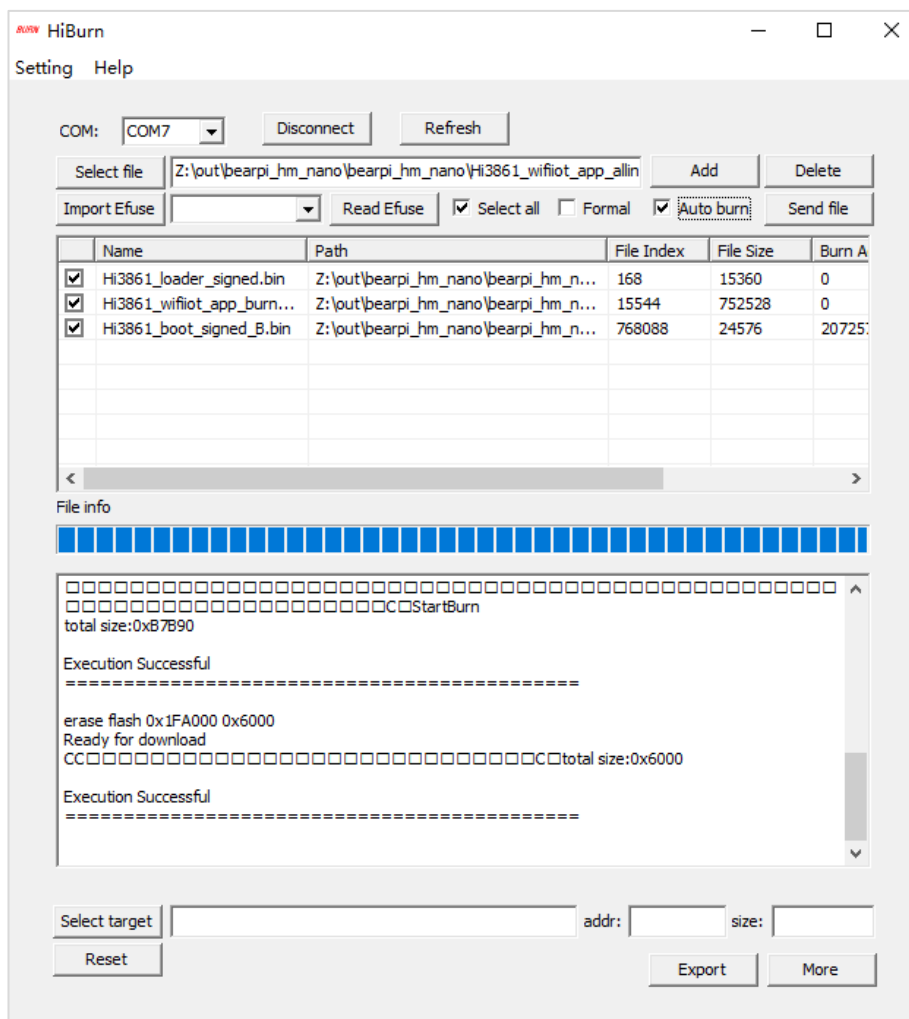 BURN HiBurn
Setting Help
COM: COM7 Disconnect Refresh
Select file Z:\out\bearpi_hm_nano\bearpi_hm_nano\Hi3861_wifiiot_app_allin Add Delete
Import Efuse Read Efuse Select all Formal Auto burn Send file
Name Path File Index File Size Burn A
Hi3861_loader_signed.bin Z:\out\bearpi_hm_nano\bearpi_hm_n... 168 15360 0
Hi3861_wifiiot_app_burn... Z:\out\bearpi_hm_nano\bearpi_hm_n... 15544 752528 0
Hi3861_boot_signed_B.bin Z:\out\bearpi_hm_nano\bearpi_hm_n... 768088 24576 20725
File info
□□□□□□□□□□□□□□□□□□□□□□□□□□□□□□□□□□□□□□□□□□□□□□□□
□□□□□□□□□□□□□□□□□□□□C□StartBurn
total size:0xB7B90
Execution Successful
============================================
erase flash 0x1FA000 0x6000
Ready for download
CC□□□□□□□□□□□□□□□□□□□□□□□□□□□□C□total size:0x6000
Execution Successful
============================================
Select target addr: size:
Reset
Export More